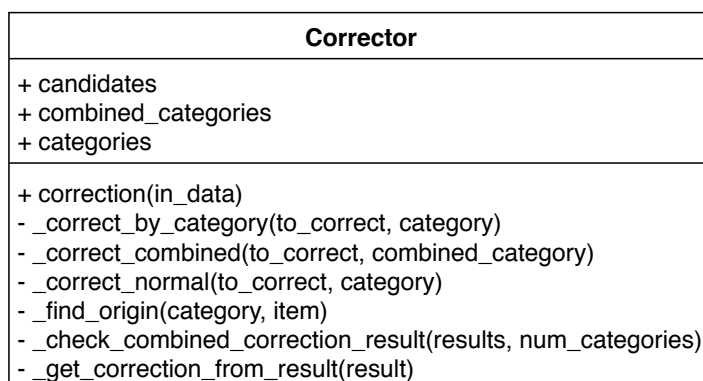 Corrector
+ candidates
+ combined_categories
+ categories
+ correction(in_data)
- _correct_by_category(to_correct, category)
- _correct_combined(to_correct, combined_category)
- _correct_normal(to_correct, category)
- _find_origin(category, item)
- _check_combined_correction_result(results, num_categories)
- _get_correction_from_result(result)